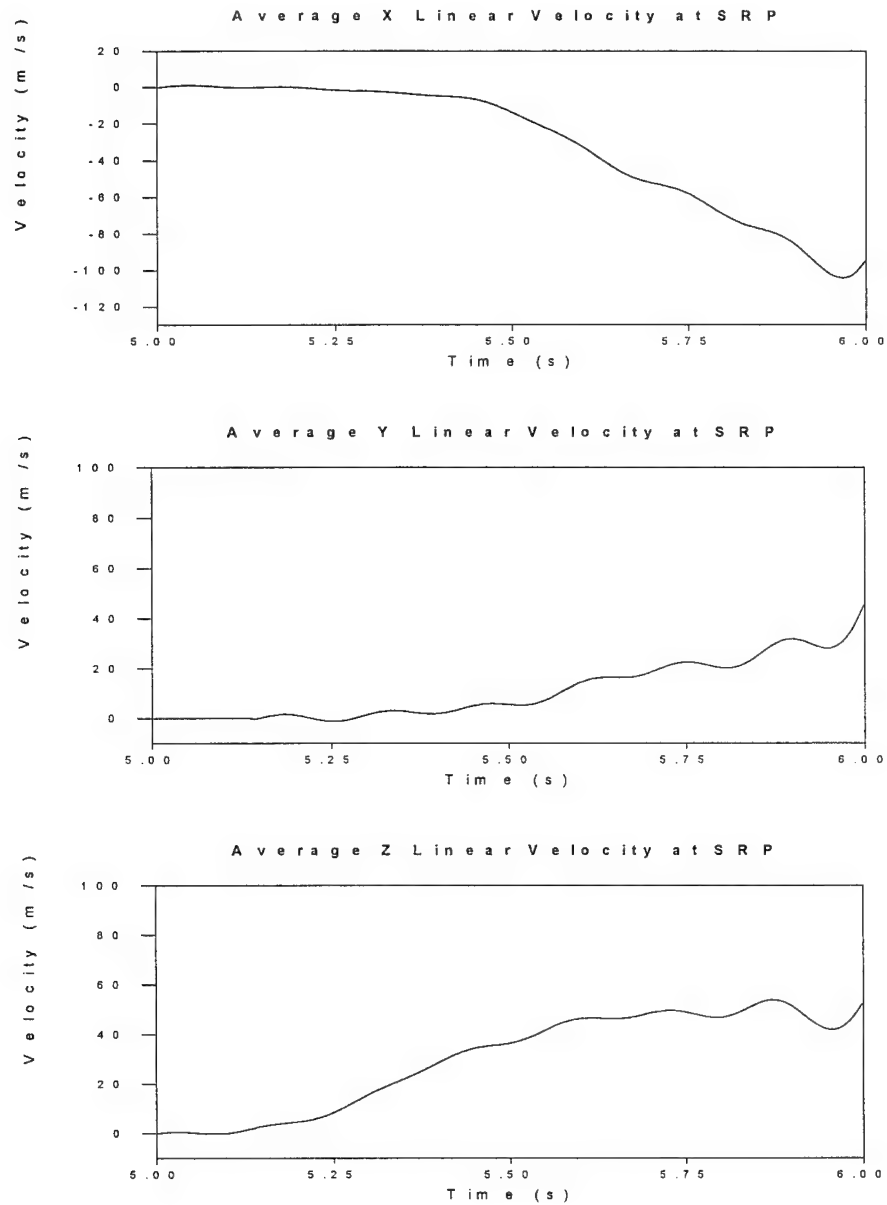 Average X Linear Velocity at SRP
Velocity (m/s)
20
0
-20
-40
-60
-80
-100
-120
5.00 5.25 5.50 5.75 6.00
Time (s)
Average Y Linear Velocity at SRP
Velocity (m/s)
100
80
60
40
20
0
5.00 5.25 5.50 5.75 6.00
Time (s)
Average Z Linear Velocity at SRP
Velocity (m/s)
100
80
60
40
20
0
5.00 5.25 5.50 5.75 6.00
Time (s)